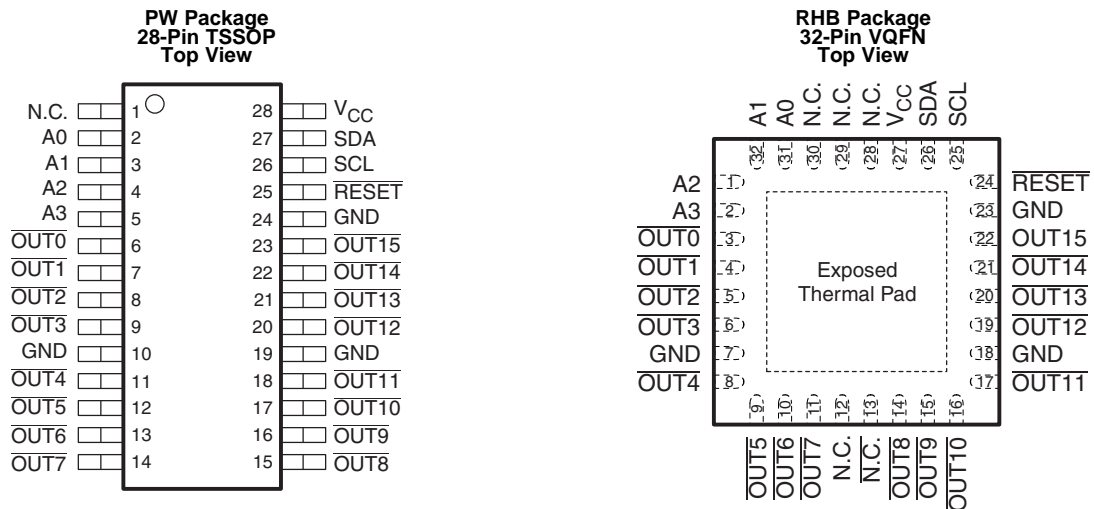 PW Package
28-Pin TSSOP
Top View
N.C. 1 28 VCC
A0 2 27 SDA
A1 3 26 SCL
A2 4 25 RESET
A3 5 24 GND
OUT0 6 23 OUT15
OUT1 7 22 OUT14
OUT2 8 21 OUT13
OUT3 9 20 OUT12
GND 10 19 GND
OUT4 11 18 OUT11
OUT5 12 17 OUT10
OUT6 13 16 OUT9
OUT7 14 15 OUT8
RHB Package
32-Pin VQFN
Top View
A1 A0 N.C. N.C. N.C. VCC SDA SCL
32 31 30 29 28 27 26 25
A2 1 24 RESET
A3 2 23 GND
OUT0 3 22 OUT15
OUT1 4 21 OUT14
OUT2 5 20 OUT13
OUT3 6 19 OUT12
GND 7 18 GND
OUT4 8 17 OUT11
Exposed
Thermal Pad
9 10 11 12 13 14 15 16
OUT5 OUT6 OUT7 N.C. N.C. OUT8 OUT9 OUT10